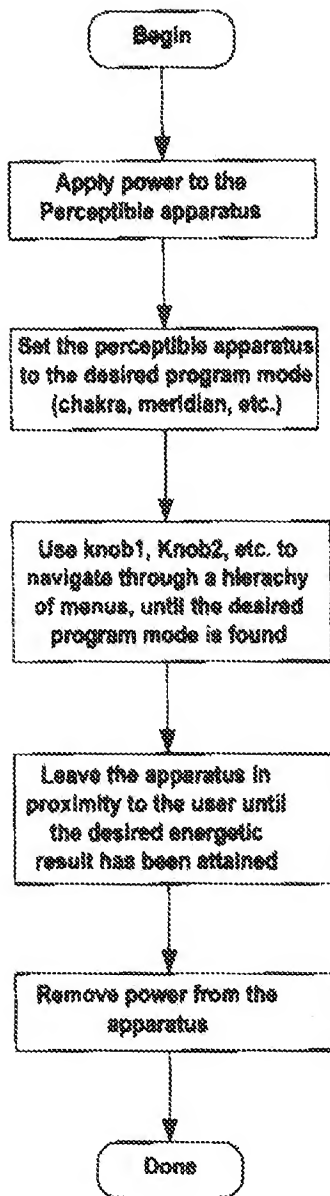 Begin
Apply power to the
Perceptible apparatus
Set the perceptible apparatus
to the desired program mode
(chakra, meridian, etc.)
Use knob1, Knob2, etc. to
navigate through a hierachy
of menus, until the desired
program mode is found
Leave the apparatus in
proximity to the user until
the desired energetic
result has been attained
Remove power from the
apparatus
Done